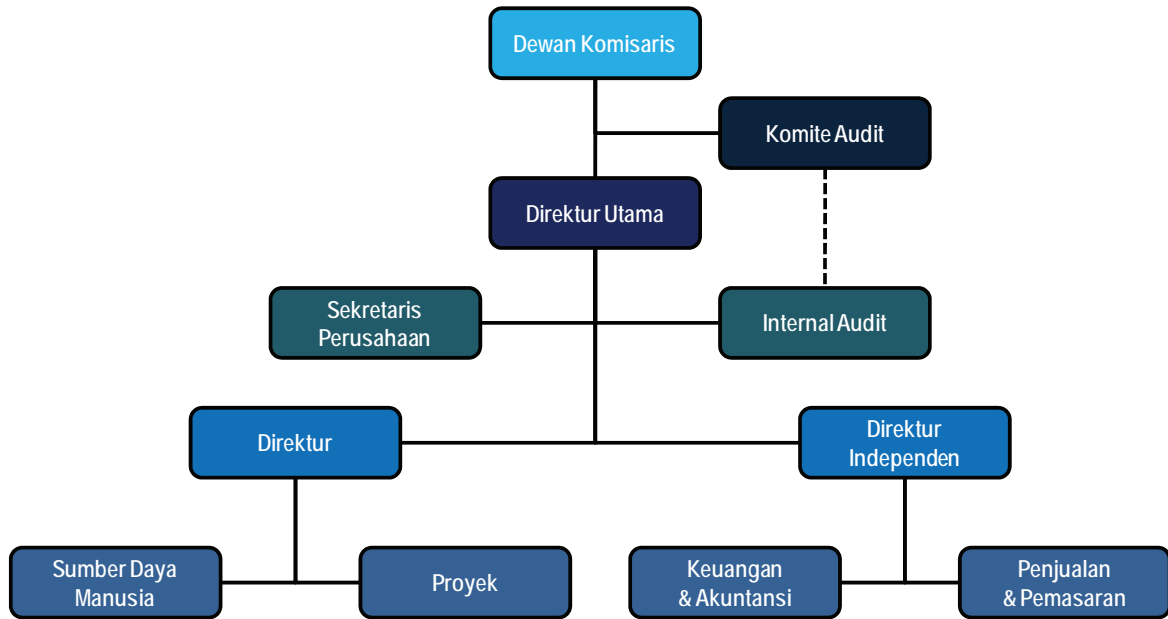 Dewan Komisaris
Komite Audit
Direktur Utama
Sekretaris
Perusahaan
Internal Audit
Direktur
Direktur
Independen
Sumber Daya
Manusia
Proyek
Keuangan
& Akuntansi
Penjualan
& Pemasaran